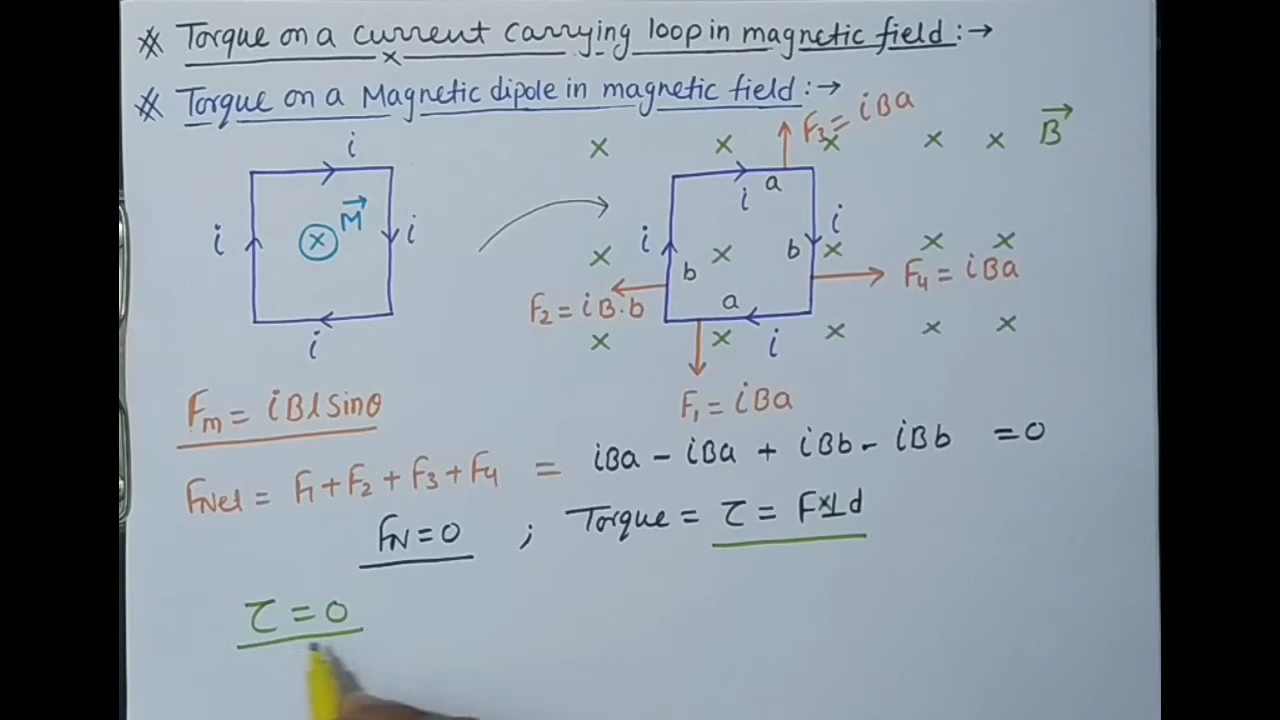 * Torque on a current carrying loop in magnetic field :→
* Torque on a Magnetic dipole in magnetic field :→
F₃ = iBa
B⃗
i
a
i
M⃗
i
i
i
i
b
b
F₄ = iBa
F₂ = iB.b
a
i
i
F₁ = iBa
Fm = iBlSinθ
FNet = F₁ + F₂ + F₃ + F₄ = iBa - iBa + iBb - iBb = 0
FN = 0 ; Torque = τ = F×⊥d
τ = 0